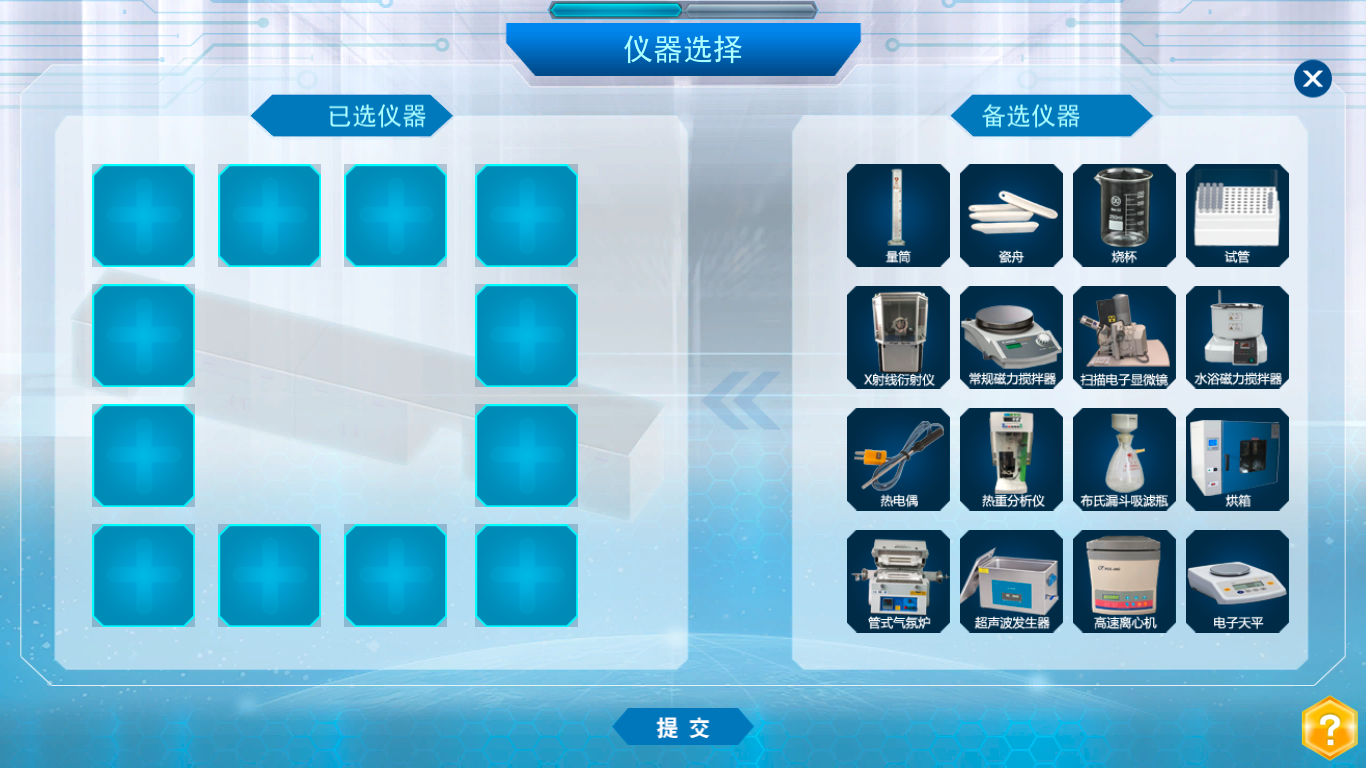 仪器选择
已选仪器
备选仪器
量筒
瓷舟
烧杯
试管
X射线衍射仪
常规磁力搅拌器
扫描电子显微镜
水浴磁力搅拌器
热电偶
热重分析仪
布氏漏斗吸滤瓶
烘箱
管式气氛炉
超声波发生器
高速离心机
电子天平
提 交
?